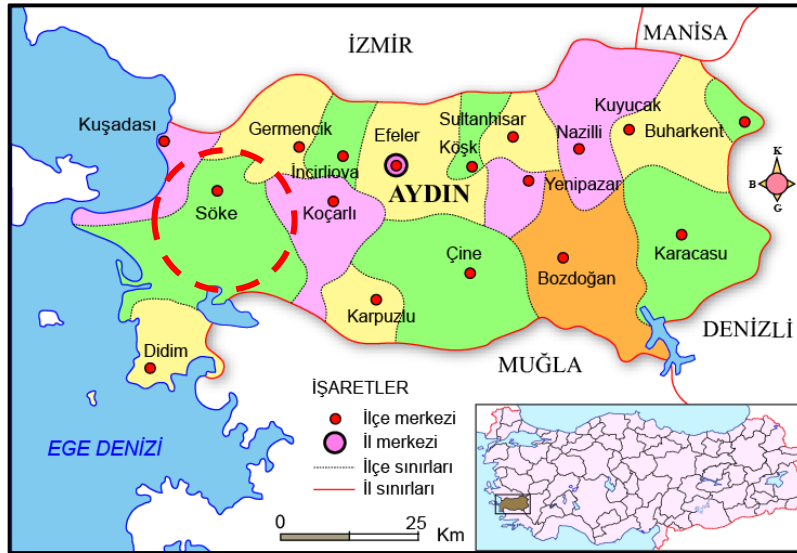 MANİSA
İZMİR
Kuşadası
Germencik
Efeler
Sultanhisar
Kuyucak
Buharkent
İncirliova
Köşk
Nazilli
AYDIN
Yenipazar
K
B
G
Söke
Koçarlı
Çine
Bozdoğan
Karacasu
Karpuzlu
DENİZLİ
Didim
MUĞLA
İŞARETLER
İlçe merkezi
İl merkezi
İlçe sınırları
İl sınırları
EGE DENİZİ
0 25 Km